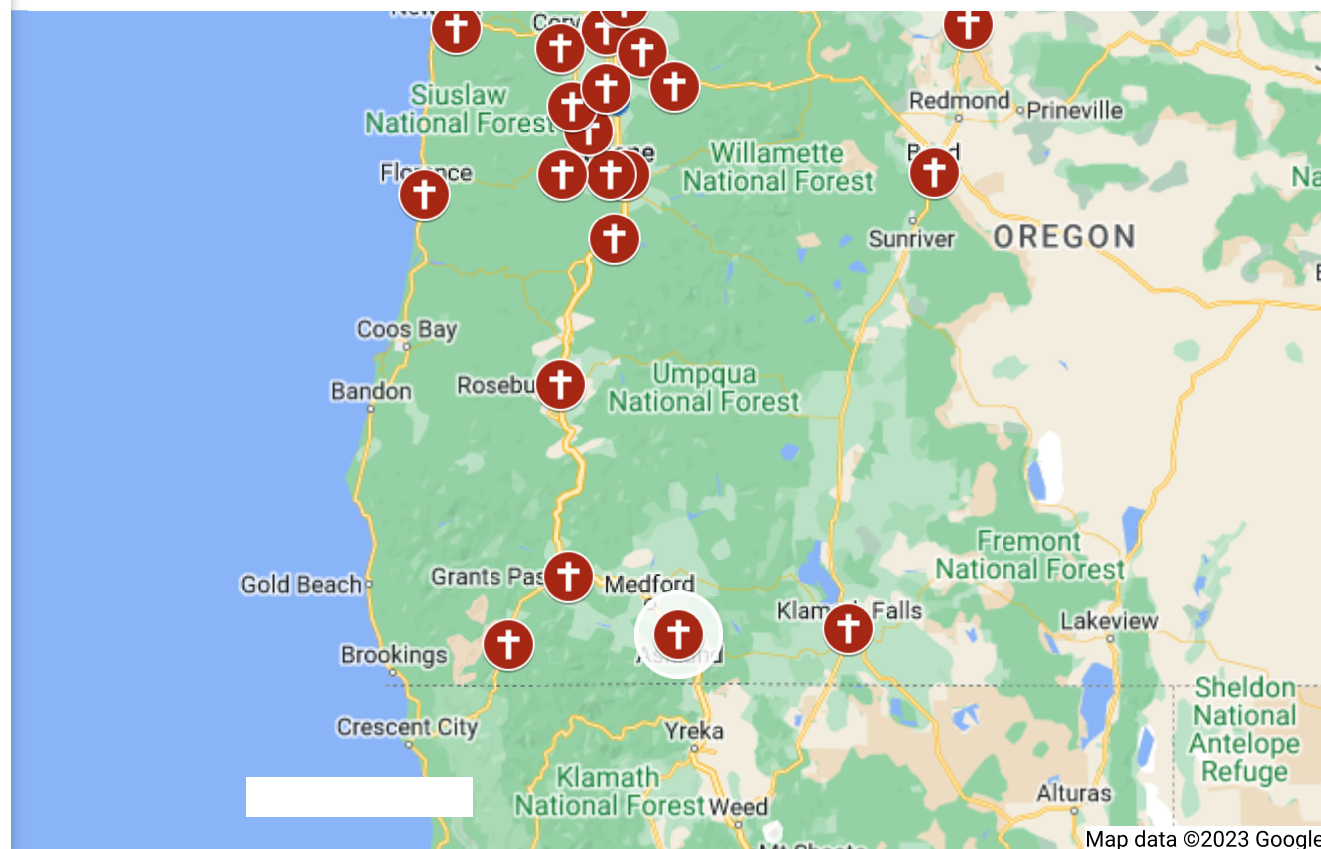 Siuslaw
National Forest
Redmond
Prineville
Willamette
National Forest
Sunriver
OREGON
Coos Bay
Bandon
Umpqua
National Forest
Fremont
National Forest
Gold Beach
Grants Pas
Medford
Falls
Lakeview
Brookings
Ashland
Crescent City
Yreka
Sheldon
National
Antelope
Refuge
Klamath
National Forest
Weed
Alturas
Map data ©2023 Google